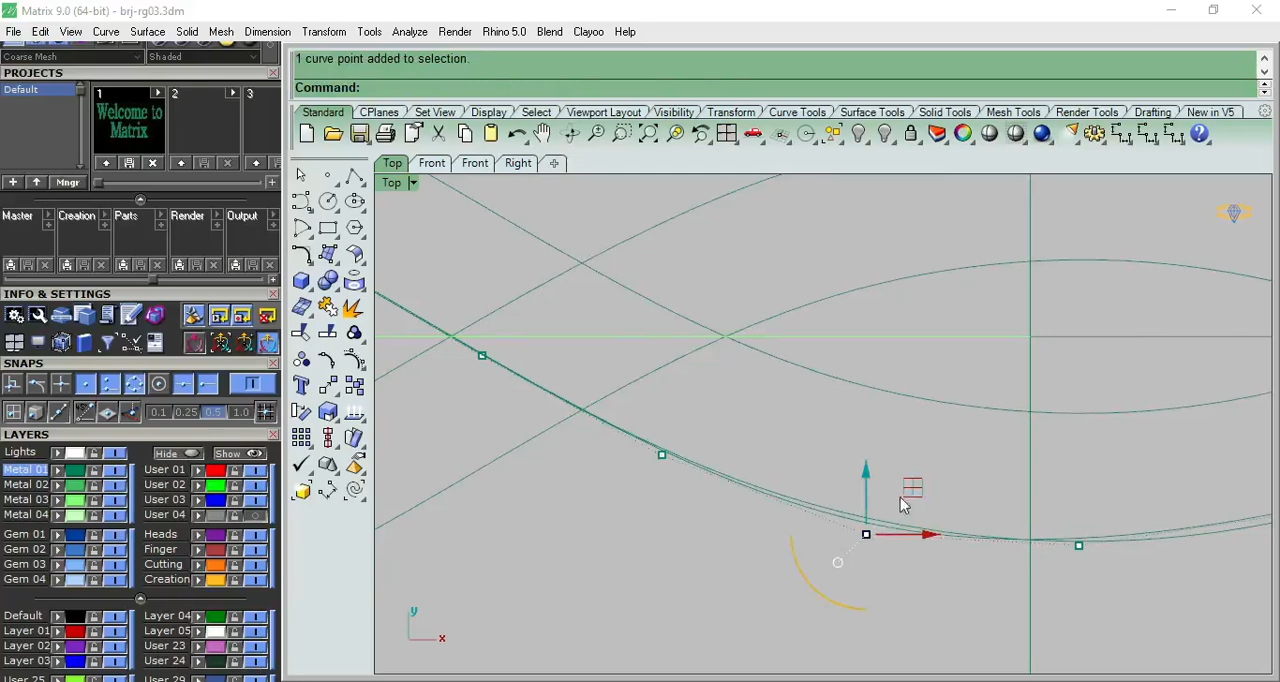 Matrix 9.0 (64-bit) - brj-rg03.3dm
File Edit View Curve Surface Solid Mesh Dimension Transform Tools Analyze Render Rhino 5.0 Blend Clayoo Help
Coarse Mesh Shaded
1 curve point added to selection.
Command:
PROJECTS
Default
1 2 3
Welcome to
Matrix
Mngr
Standard CPlanes Set View Display Select Viewport Layout Visibility Transform Curve Tools Surface Tools Solid Tools Mesh Tools Render Tools Drafting New in V5
Top Front Front Right
Top
Master Creation Parts Render Output
INFO & SETTINGS
SNAPS
0.1 0.25 0.5 1.0
LAYERS
Lights Hide Show
Metal 01 User 01
Metal 02 User 02
Metal 03 User 03
Metal 04 User 04
Gem 01 Heads
Gem 02 Finger
Gem 03 Cutting
Gem 04 Creation
Default Layer 04
Layer 01 Layer 05
Layer 02 User 23
Layer 03 User 24
User 25 User 29
y
x